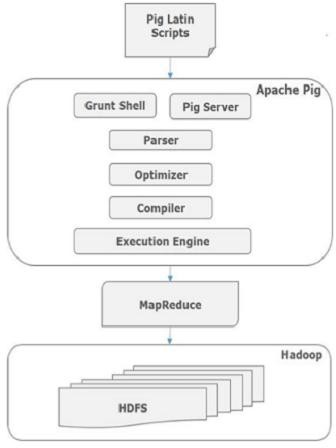 Pig Latin
Scripts
Apache Pig
Grunt Shell
Pig Server
Parser
Optimizer
Compiler
Execution Engine
MapReduce
Hadoop
HDFS